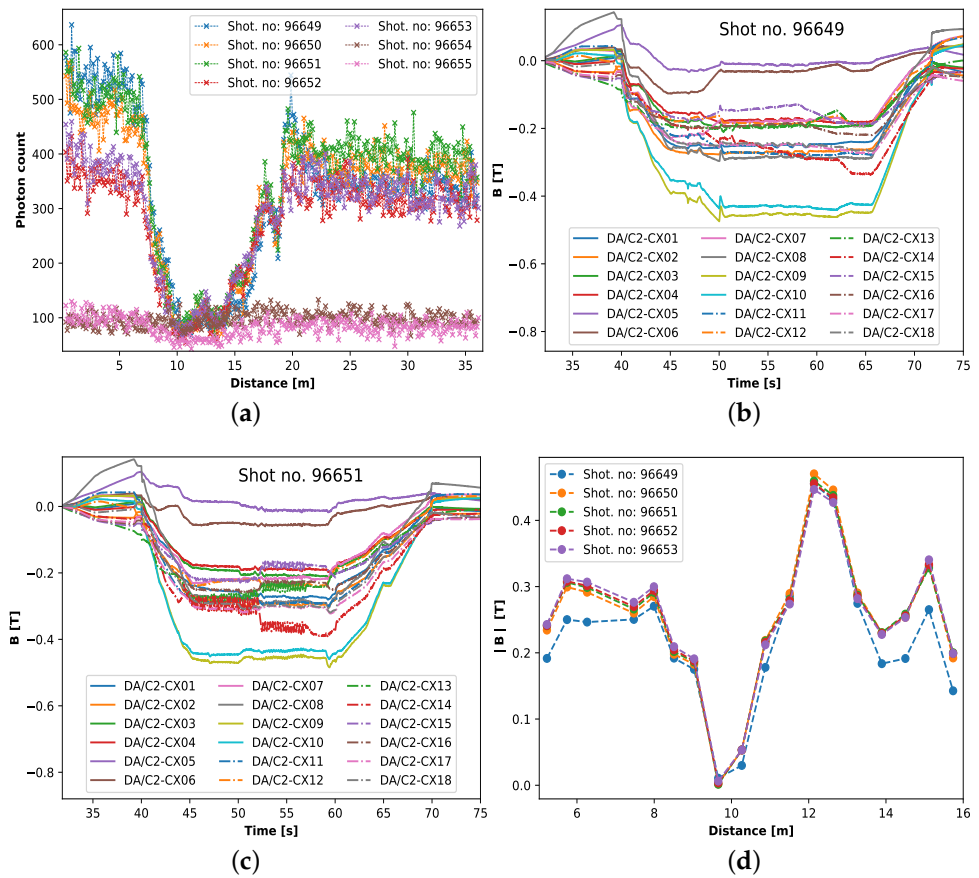 Shot. no: 96649
Shot. no: 96650
Shot. no: 96651
Shot. no: 96652
Shot. no: 96653
Shot. no: 96654
Shot. no: 96655
600
500
400
300
200
100
Photon count
5 10 15 20 25 30 35
Distance [m]
(a)
Shot no. 96649
0.0
−0.2
−0.4
−0.6
−0.8
B [T]
DA/C2-CX01 DA/C2-CX07 DA/C2-CX13
DA/C2-CX02 DA/C2-CX08 DA/C2-CX14
DA/C2-CX03 DA/C2-CX09 DA/C2-CX15
DA/C2-CX04 DA/C2-CX10 DA/C2-CX16
DA/C2-CX05 DA/C2-CX11 DA/C2-CX17
DA/C2-CX06 DA/C2-CX12 DA/C2-CX18
35 40 45 50 55 60 65 70 75
Time [s]
(b)
Shot no. 96651
0.0
−0.2
−0.4
−0.6
−0.8
B [T]
DA/C2-CX01 DA/C2-CX07 DA/C2-CX13
DA/C2-CX02 DA/C2-CX08 DA/C2-CX14
DA/C2-CX03 DA/C2-CX09 DA/C2-CX15
DA/C2-CX04 DA/C2-CX10 DA/C2-CX16
DA/C2-CX05 DA/C2-CX11 DA/C2-CX17
DA/C2-CX06 DA/C2-CX12 DA/C2-CX18
35 40 45 50 55 60 65 70 75
Time [s]
(c)
Shot. no: 96649
Shot. no: 96650
Shot. no: 96651
Shot. no: 96652
Shot. no: 96653
0.4
0.3
0.2
0.1
0.0
| B | [T]
6 8 10 12 14 16
Distance [m]
(d)